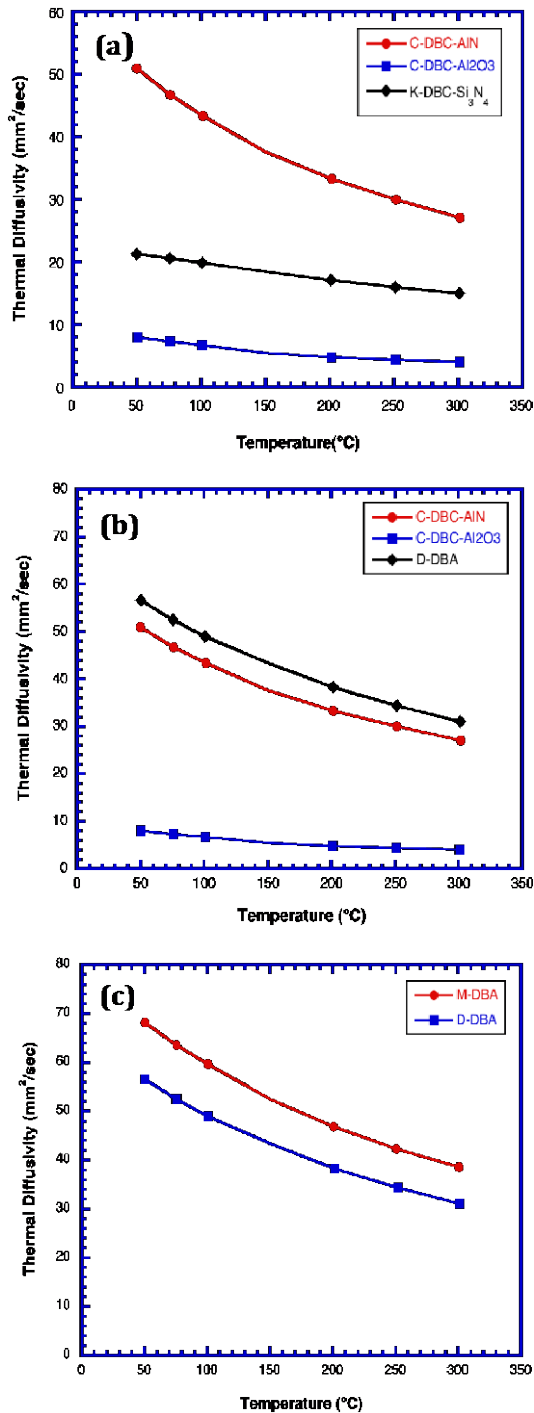 (a)
C-DBC-AlN
C-DBC-Al2O3
K-DBC-Si3N4
Thermal Diffusivity (mm²/sec)
60
50
40
30
20
10
0
0 50 100 150 200 250 300 350
Temperature(°C)
(b)
C-DBC-AlN
C-DBC-Al2O3
D-DBA
Thermal Diffusivity (mm²/sec)
80
70
60
50
40
30
20
10
0
0 50 100 150 200 250 300 350
Temperature (°C)
(c)
M-DBA
D-DBA
Thermal Diffusivity (mm²/sec)
80
70
60
50
40
30
20
10
0
0 50 100 150 200 250 300 350
Temperature (°C)